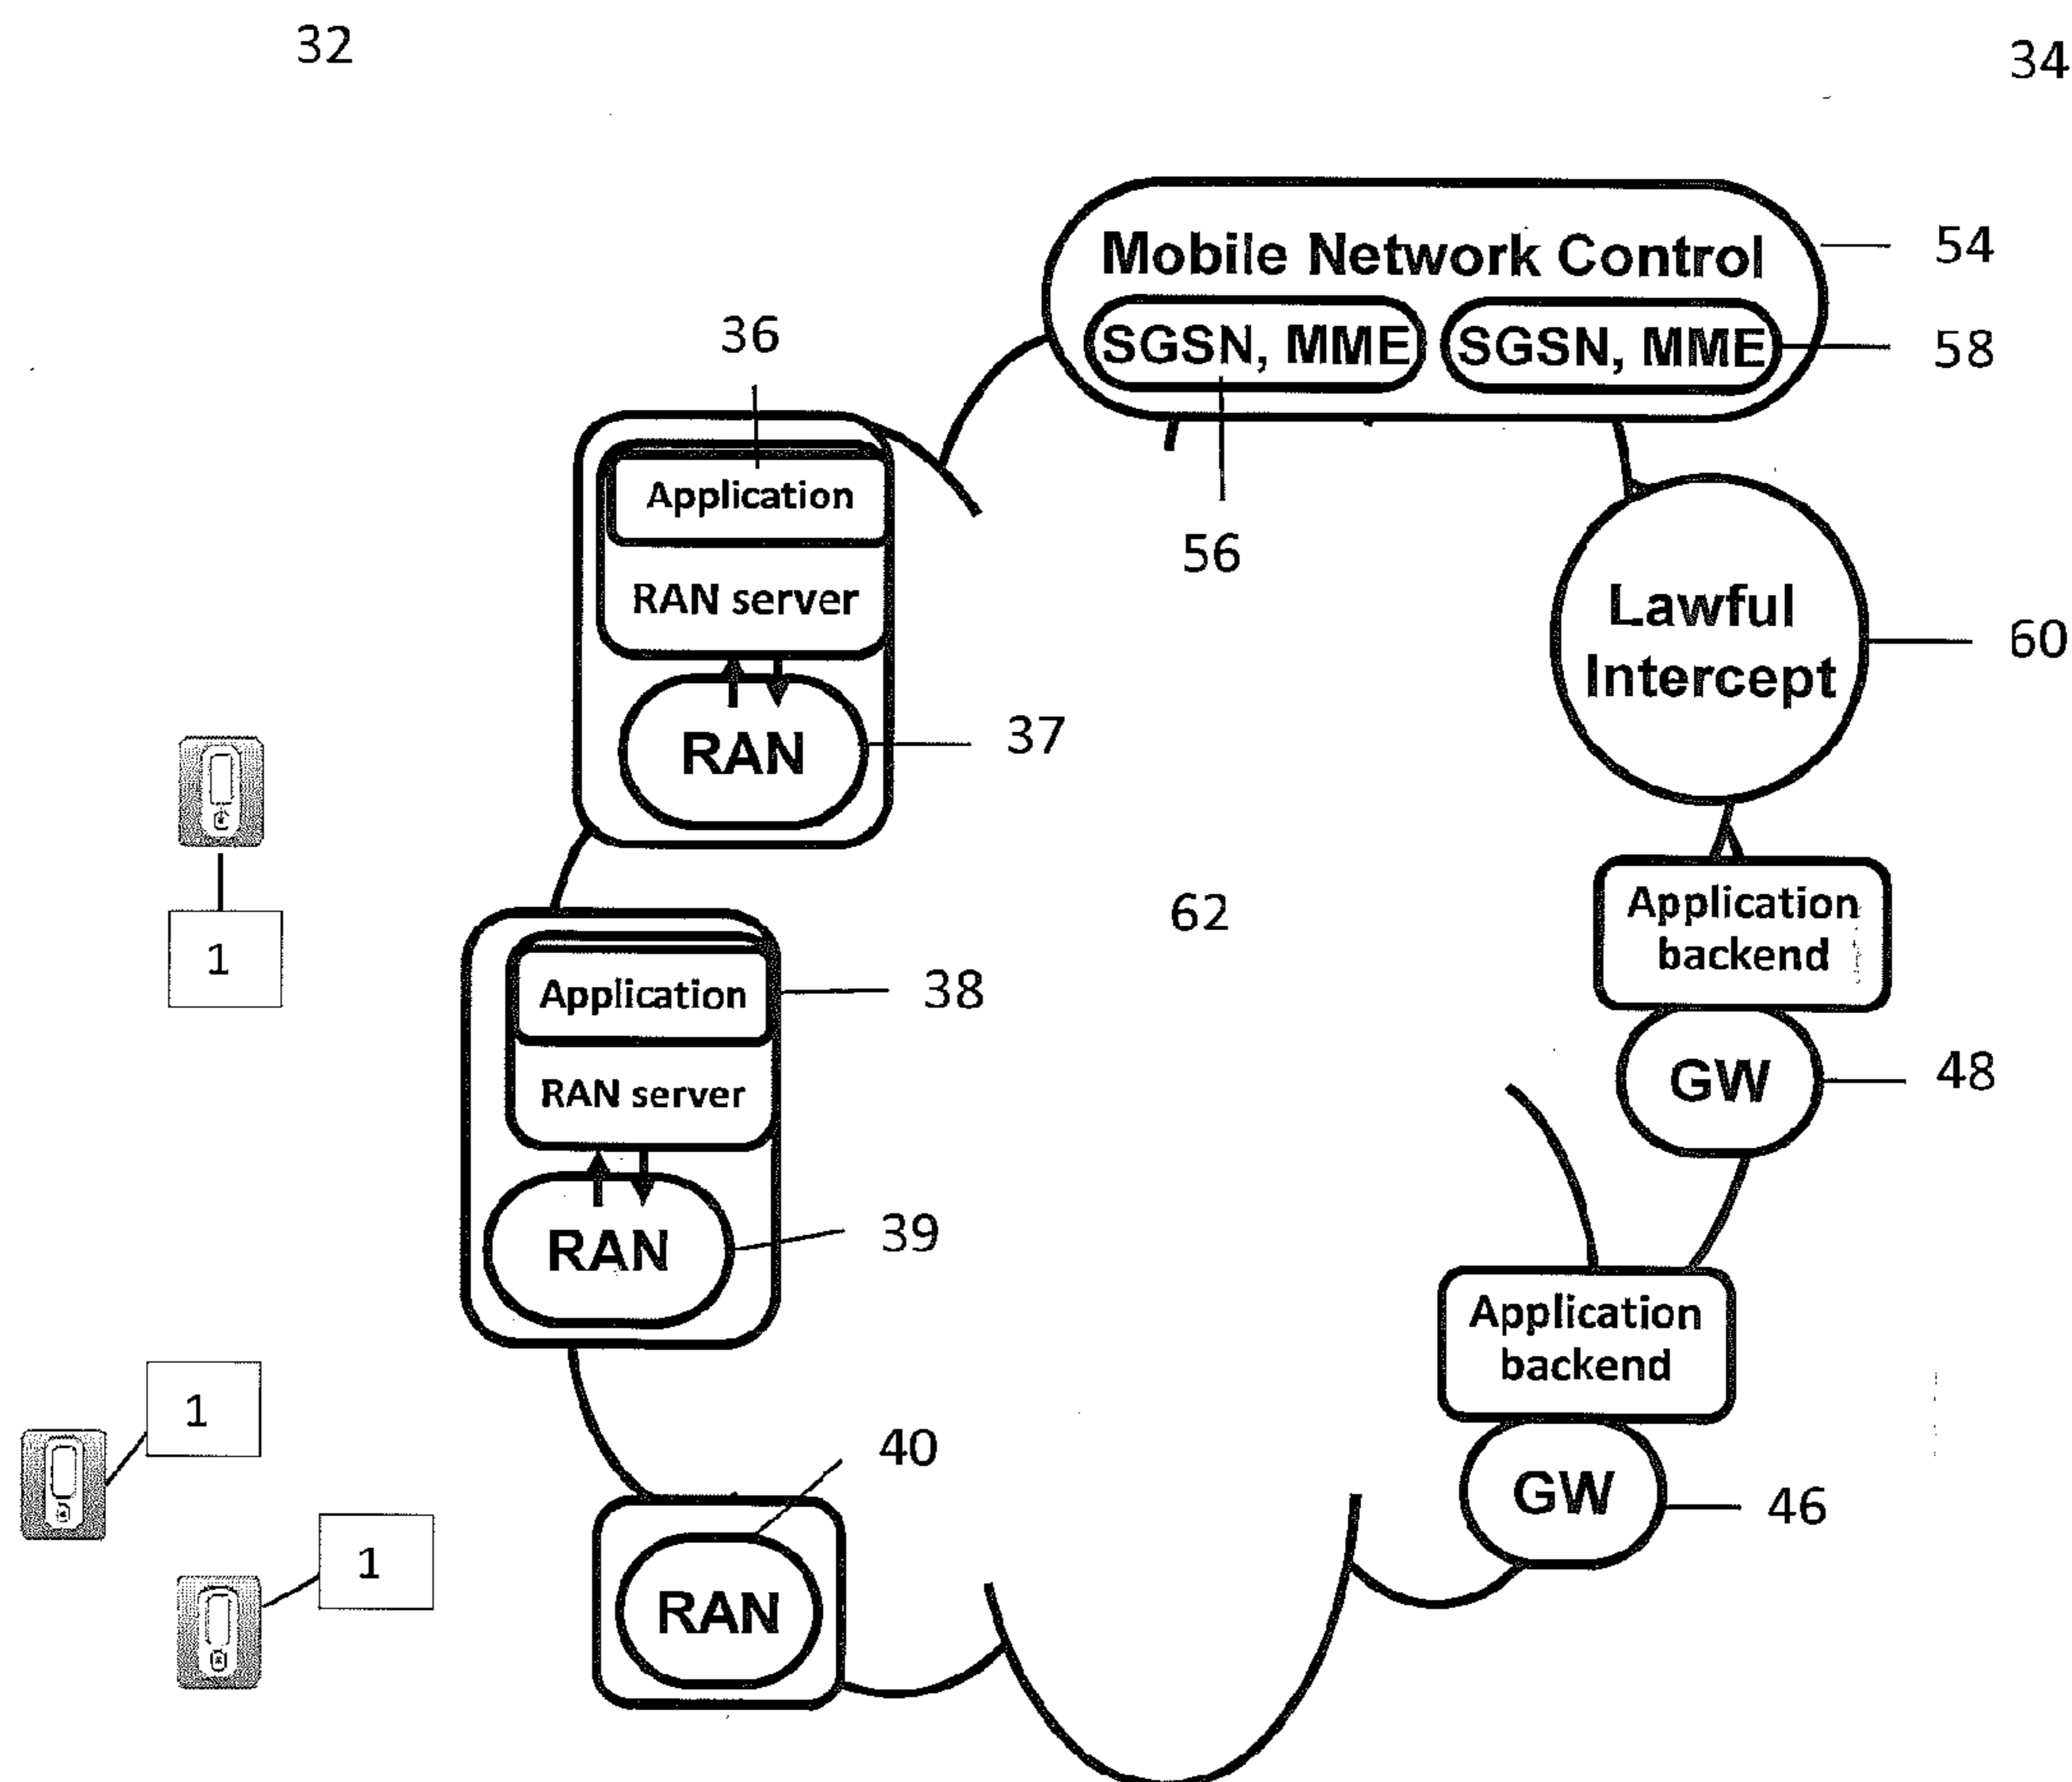 32
34
Mobile Network Control
54
SGSN, MME
SGSN, MME
58
36
Application
56
RAN server
Lawful
Intercept
60
RAN
37
1
62
Application
backend
Application
38
RAN server
GW
48
RAN
39
Application
backend
1
40
GW
46
1
RAN